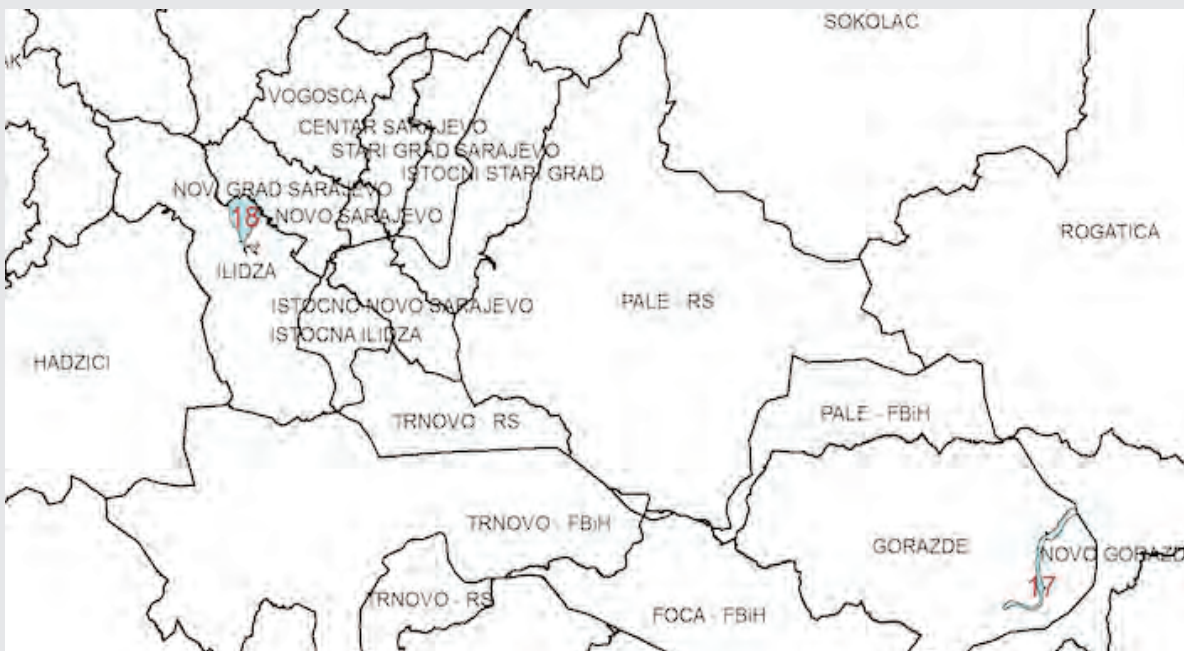 SOKOLAC
AK
VOGOSCA
CENTAR SARAJEVO
STARI GRAD SARAJEVO
ISTOCNI STARI GRAD
NOVI GRAD SARAJEVO
18
NOVO SARAJEVO
ROGATICA
ILIDZA
ISTOCNO NOVO SARAJEVO
PALE - RS
ISTOCNA ILIDZA
HADZICI
TRNOVO - RS
PALE - FBiH
TRNOVO - FBiH
GORAZDE
NOVO GORAZD
17
TRNOVO - RS
FOCA - FBiH